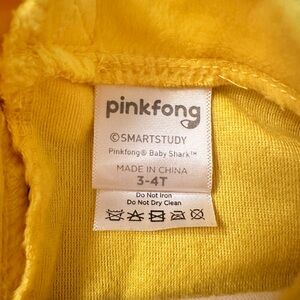 pinkfong
©SMARTSTUDY
Pinkfong® Baby Shark™
MADE IN CHINA
3-4T
Do Not Iron
Do Not Dry Clean